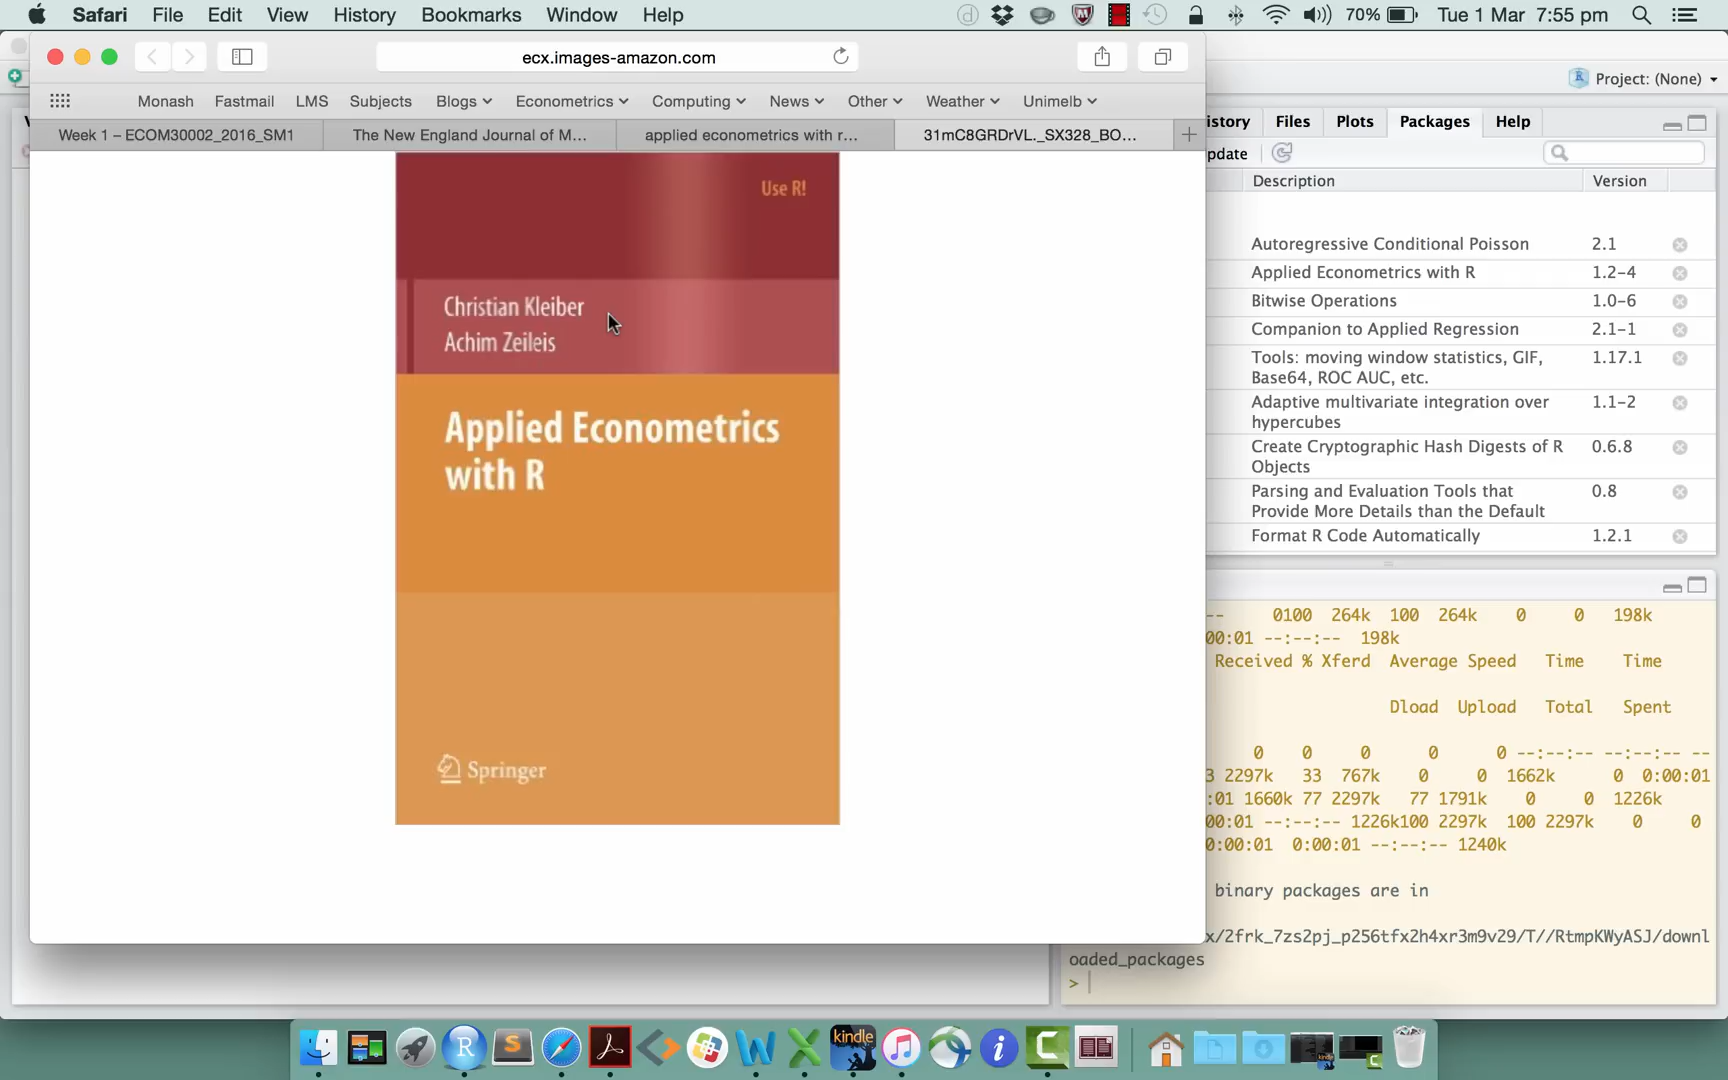 Safari File Edit View History Bookmarks Window Help 70% Tue 1 Mar 7:55 pm
ecx.images-amazon.com
Project: (None)
Monash Fastmail LMS Subjects Blogs Econometrics Computing News Other Weather Unimelb
istory Files Plots Packages Help
Week 1 – ECOM30002_2016_SM1 The New England Journal of M... applied econometrics with r... 31mC8GRDrVL._SX328_BO...
pdate
Description Version
Use R!
Christian Kleiber
Achim Zeileis
Applied Econometrics
with R
Springer
Autoregressive Conditional Poisson 2.1
Applied Econometrics with R 1.2-4
Bitwise Operations 1.0-6
Companion to Applied Regression 2.1-1
Tools: moving window statistics, GIF, 1.17.1
Base64, ROC AUC, etc.
Adaptive multivariate integration over 1.1-2
hypercubes
Create Cryptographic Hash Digests of R 0.6.8
Objects
Parsing and Evaluation Tools that 0.8
Provide More Details than the Default
Format R Code Automatically 1.2.1
-- 0100 264k 100 264k 0 0 198k
00:01 --:--:-- 198k
Received % Xferd Average Speed Time Time
Dload Upload Total Spent
0 0 0 0 0 --:--:-- --:--:-- --
3 2297k 33 767k 0 0 1662k 0 0:00:01
:01 1660k 77 2297k 77 1791k 0 0 1226k
00:01 --:--:-- 1226k100 2297k 100 2297k 0 0
0:00:01 0:00:01 --:--:-- 1240k
binary packages are in
x/2frk_7zs2pj_p256tfx2h4xr3m9v29/T//RtmpKWyASJ/downl
oaded_packages
>
kindle